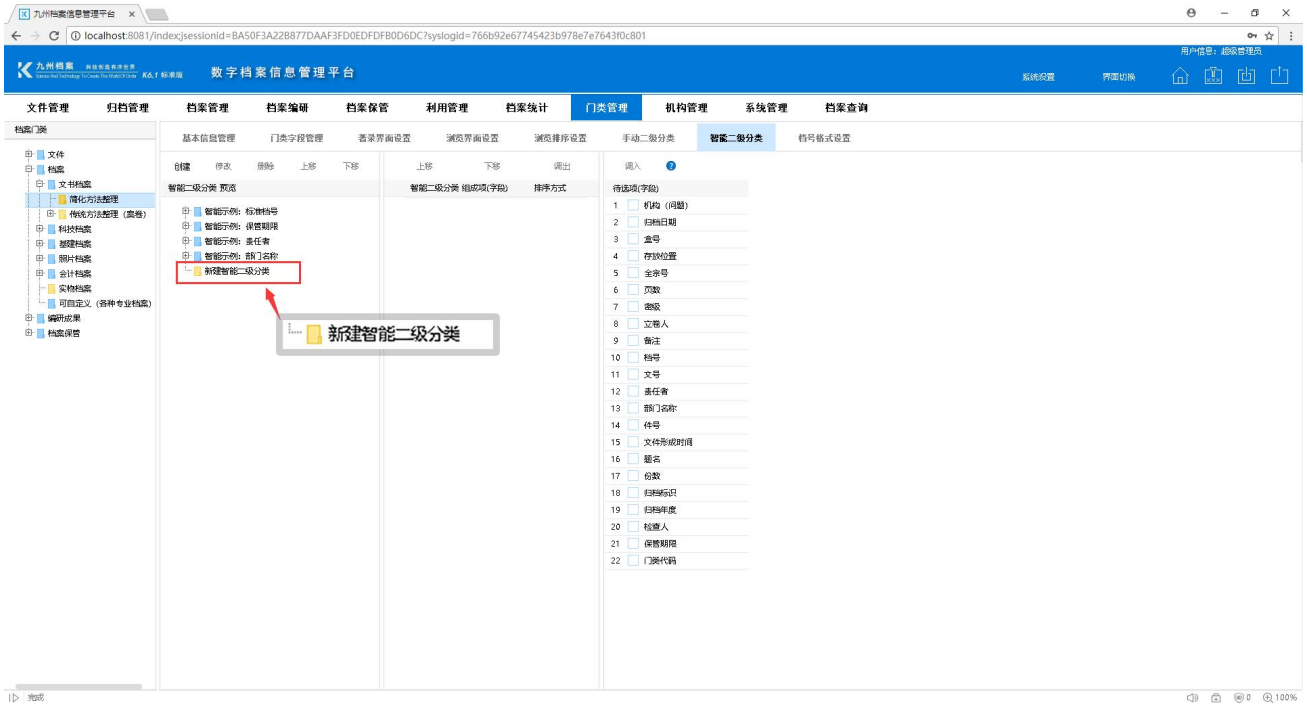 九州档案信息管理平台
localhost:8081/index;jsessionid=BA50F3A22B877DAAF3FD0EDFDFB0D6DC?syslogid=766b92e67745423b978e7e7643f0c801
用户信息：超级管理员
九州档案 科技创造有序世界
Science And Technology To Create The World Of Order K6.1 标准版
数字档案信息管理平台
系统设置 界面切换
文件管理 归档管理 档案管理 档案编研 档案保管 利用管理 档案统计 门类管理 机构管理 系统管理 档案查询
档案门类
基本信息管理 门类字段管理 著录界面设置 浏览界面设置 浏览排序设置 手动二级分类 智能二级分类 档号格式设置
文件
档案
文书档案
简化方法整理
传统方法整理（案卷）
科技档案
基建档案
照片档案
会计档案
实物档案
可自定义（各种专业档案）
编研成果
档案保管
创建 修改 删除 上移 下移
智能二级分类 预览
智能示例：标准档号
智能示例：保管期限
智能示例：责任者
智能示例：部门名称
新建智能二级分类
新建智能二级分类
上移 下移 调出
智能二级分类 组成项(字段) 排序方式
调入 ?
待选项(字段)
1 机构（问题）
2 归档日期
3 盒号
4 存放位置
5 全宗号
6 页数
7 密级
8 立卷人
9 备注
10 档号
11 文号
12 责任者
13 部门名称
14 件号
15 文件形成时间
16 题名
17 份数
18 归档标识
19 归档年度
20 检查人
21 保管期限
22 门类代码
完成
0
100%